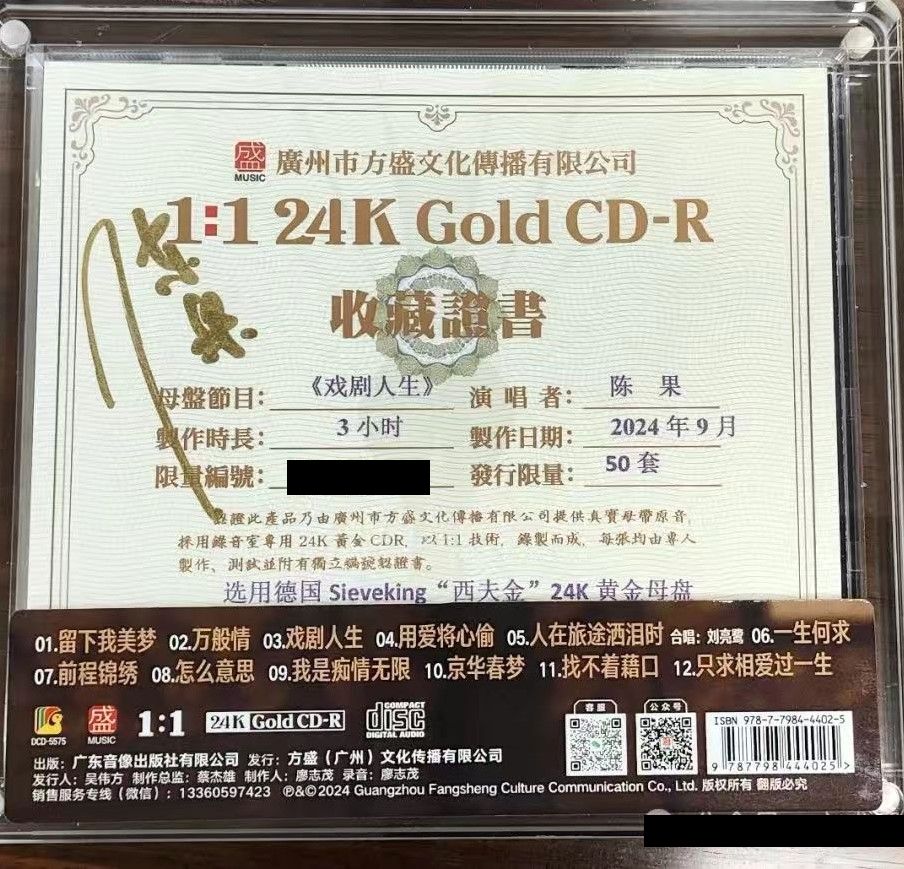 盛 MUSIC 廣州市方盛文化傳播有限公司
1:1 24K Gold CD-R
收藏證書
母盤節目： 《戏剧人生》 演唱者： 陈 果
製作時長： 3 小时 製作日期： 2024 年 9 月
限量編號： 發行限量： 50 套
證此產品乃由廣州市方盛文化傳播有限公司提供真實母帶原音，
採用錄音室專用 24K 黃金 CDR，以 1:1 技術，錄製而成，每張均由專人
製作、測試並附有獨立編號認證書。
选用德国 Sieveking“西夫金”24K 黄金母盘
01.留下我美梦 02.万般情 03.戏剧人生 04.用爱将心偷 05.人在旅途洒泪时 合唱：刘亮鹭 06.一生何求
07.前程锦绣 08.怎么意思 09.我是痴情无限 10.京华春梦 11.找不着藉口 12.只求相爱过一生
DCD-5575 盛 MUSIC 1:1 24K Gold CD-R COMPACT disc DIGITAL AUDIO
客服 公众号
ISBN 978-7-7984-4402-5
9 787798 444025 >
出版：广东音像出版社有限公司 发行：方盛（广州）文化传播有限公司
发行人：吴伟方 制作总监：蔡杰雄 制作人：廖志茂 录音：廖志茂
销售服务专线（微信）：13360597423 ℗&©2024 Guangzhou Fangsheng Culture Communication Co., Ltd. 版权所有 翻版必究